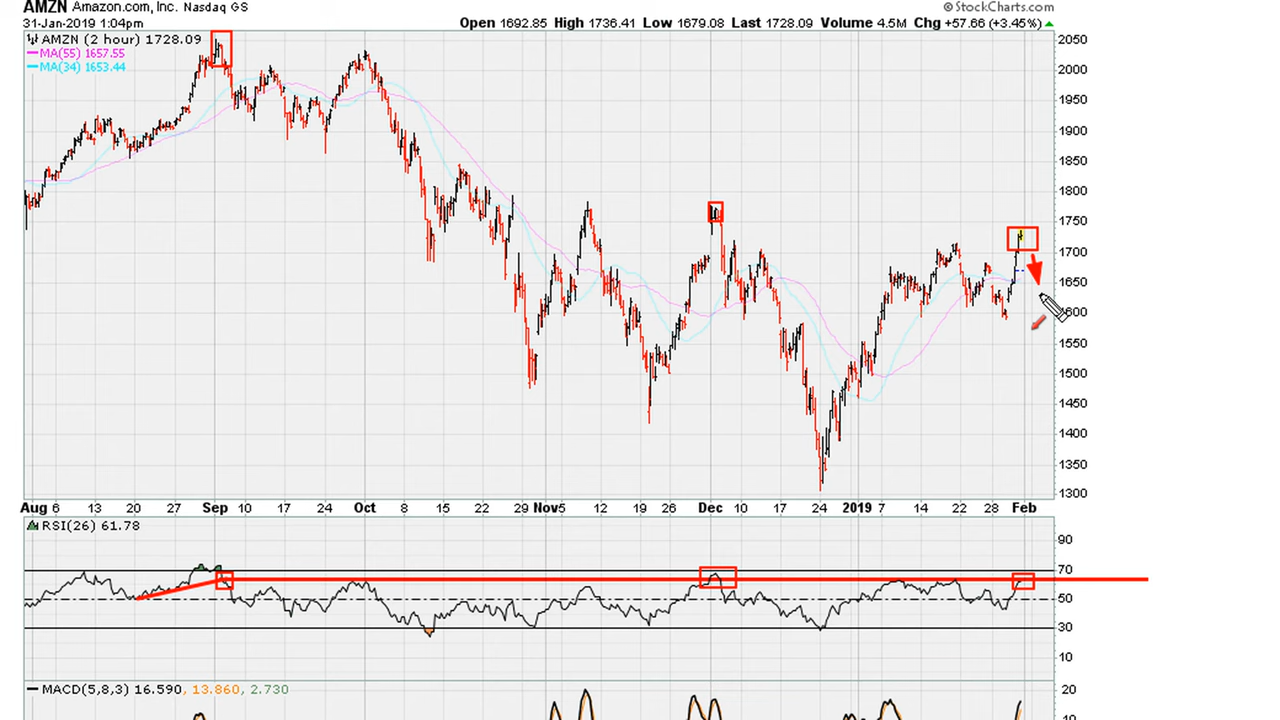 AMZN Amazon.com, Inc. Nasdaq GS ©StockCharts.com
31-Jan-2019 1:04pm Open 1692.85 High 1736.41 Low 1679.08 Last 1728.09 Volume 4.5M Chg +57.66 (+3.45%)
AMZN (2 hour) 1728.09
MA(55) 1657.55
MA(34) 1653.44
2050
2000
1950
1900
1850
1800
1750
1700
1650
1600
1550
1500
1450
1400
1350
1300
Aug 6 13 20 27 Sep 10 17 24 Oct 8 15 22 29 Nov 5 12 19 26 Dec 10 17 24 2019 7 14 22 28 Feb
RSI(26) 61.78
90
70
50
30
10
MACD(5,8,3) 16.590, 13.860, 2.730
20
10